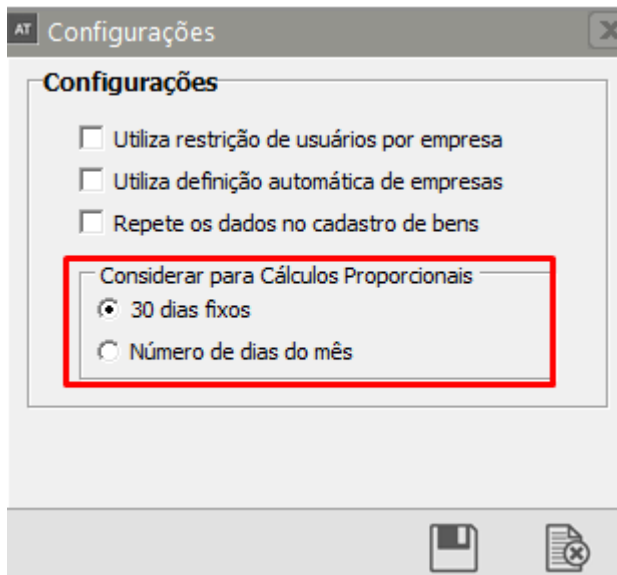 AT Configurações
Configurações
Utiliza restrição de usuários por empresa
Utiliza definição automática de empresas
Repete os dados no cadastro de bens
Considerar para Cálculos Proporcionais
30 dias fixos
Número de dias do mês